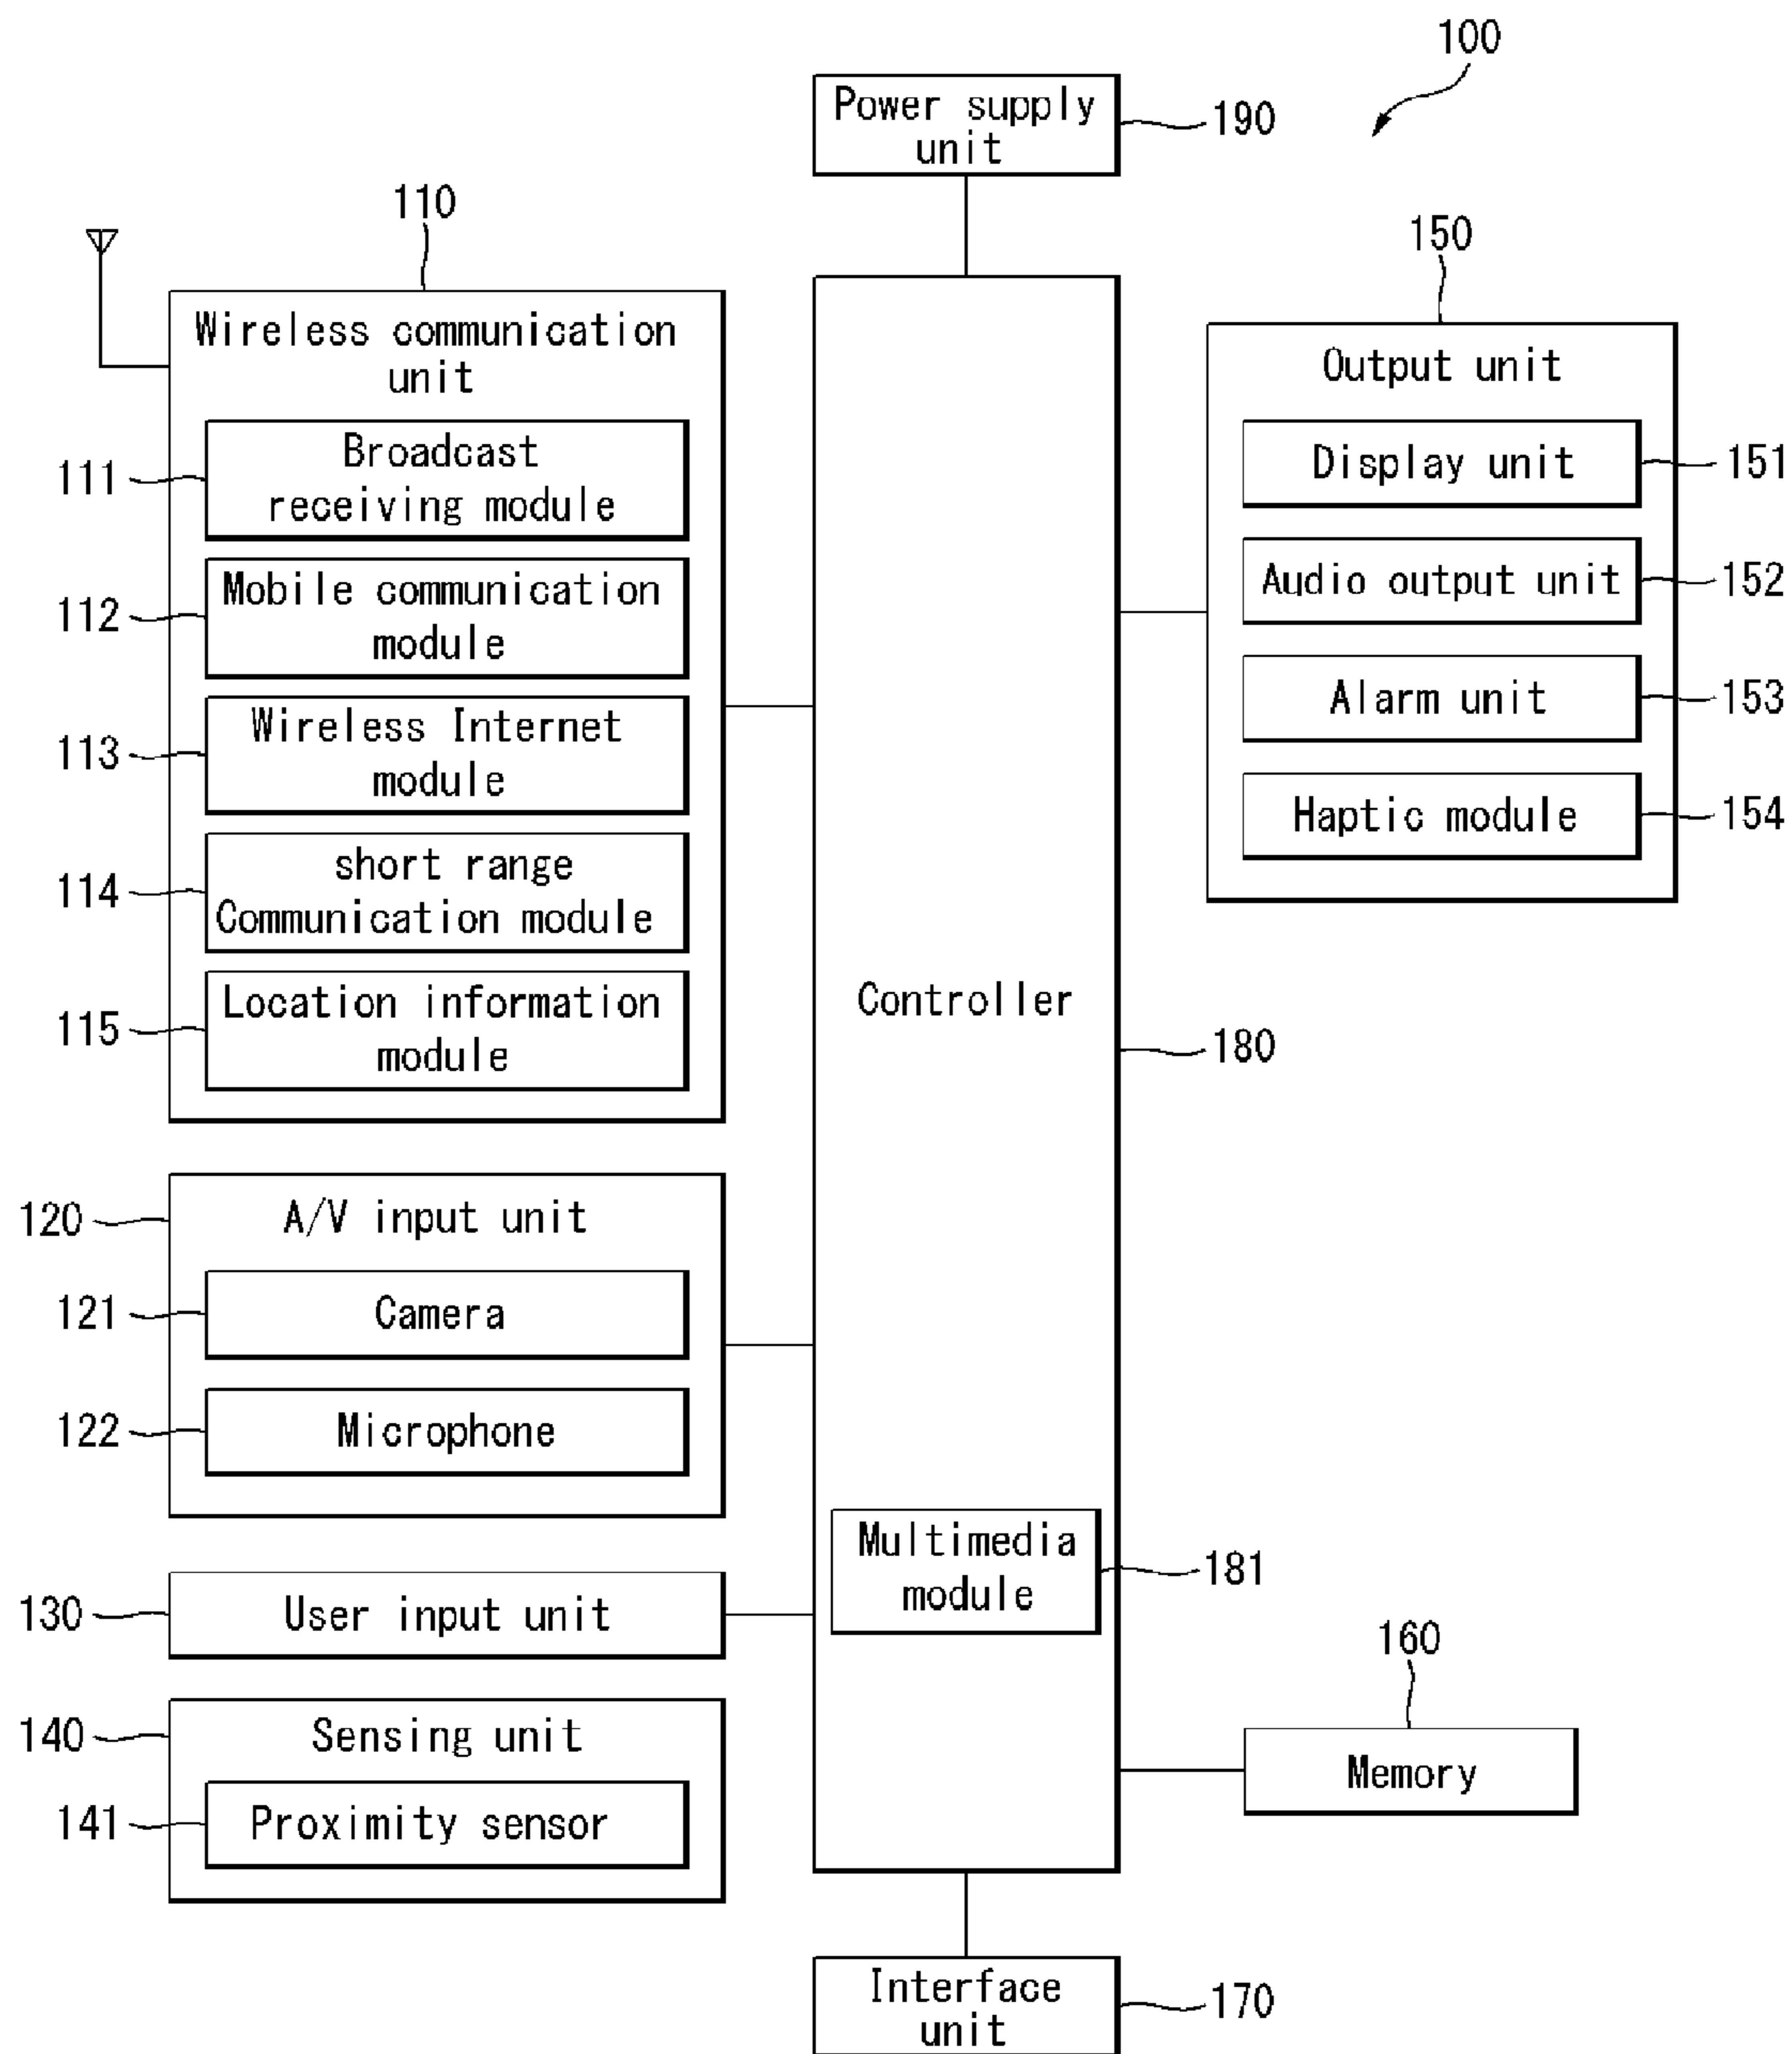 100
Power supply
unit
190
110
Wireless communication
unit
Broadcast
receiving module
111
Mobile communication
module
112
Wireless Internet
module
113
short range
Communication module
114
Location information
module
115
150
Output unit
Display unit
151
Audio output unit
152
Alarm unit
153
Haptic module
154
Controller
180
120
A/V input unit
121
Camera
122
Microphone
Multimedia
module
181
130
User input unit
140
Sensing unit
141
Proximity sensor
160
Memory
Interface
unit
170